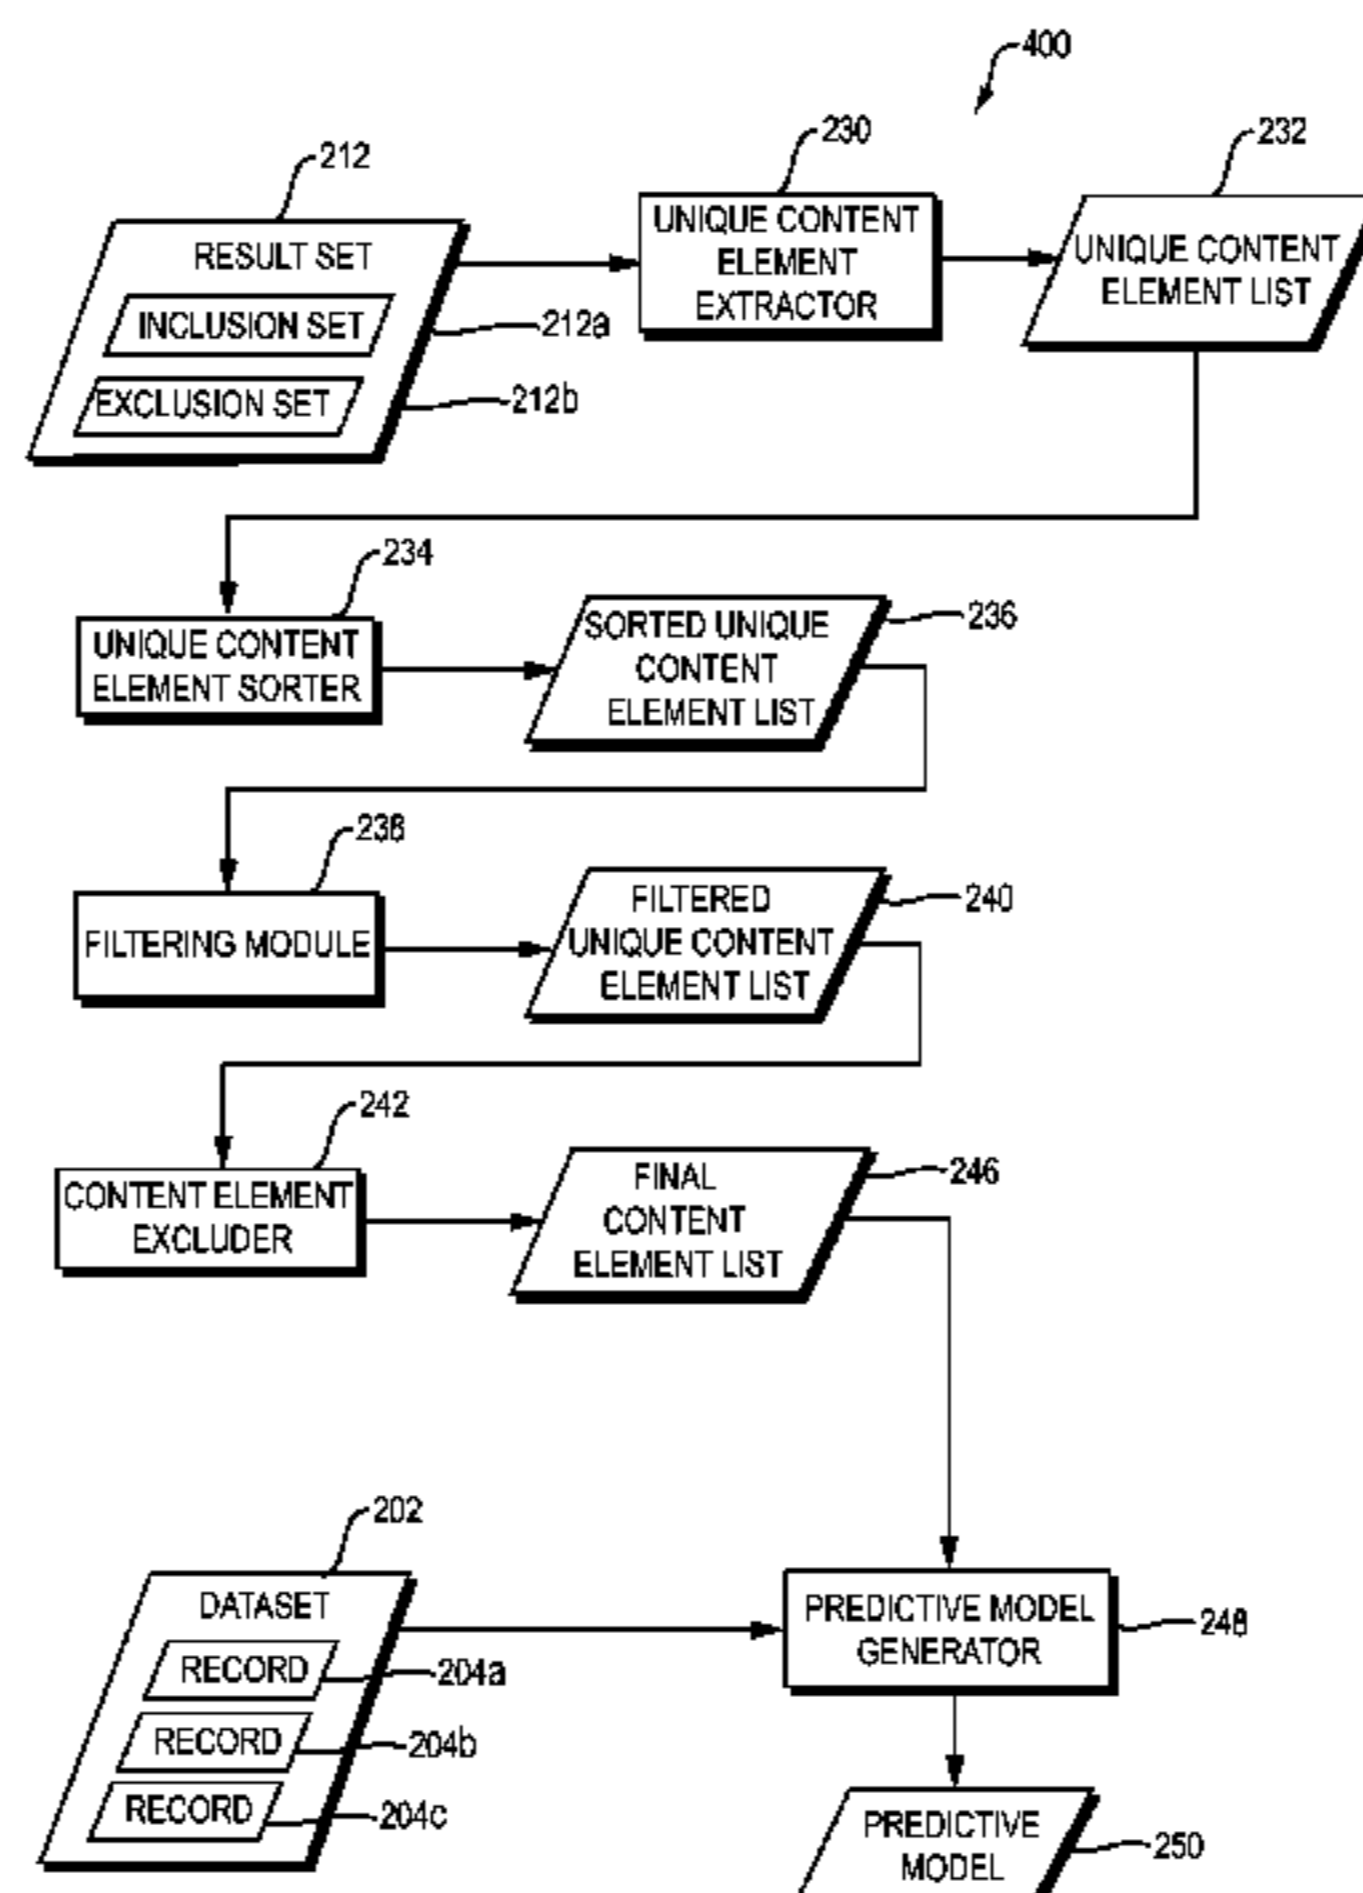 400
212
230
232
RESULT SET
INCLUSION SET
EXCLUSION SET
212a
212b
UNIQUE CONTENT
ELEMENT
EXTRACTOR
UNIQUE CONTENT
ELEMENT LIST
234
UNIQUE CONTENT
ELEMENT SORTER
SORTED UNIQUE
CONTENT
ELEMENT LIST
236
238
FILTERING MODULE
FILTERED
UNIQUE CONTENT
ELEMENT LIST
240
242
CONTENT ELEMENT
EXCLUDER
FINAL
CONTENT
ELEMENT LIST
246
202
DATASET
RECORD
204a
RECORD
204b
RECORD
204c
PREDICTIVE MODEL
GENERATOR
248
PREDICTIVE
MODEL
250